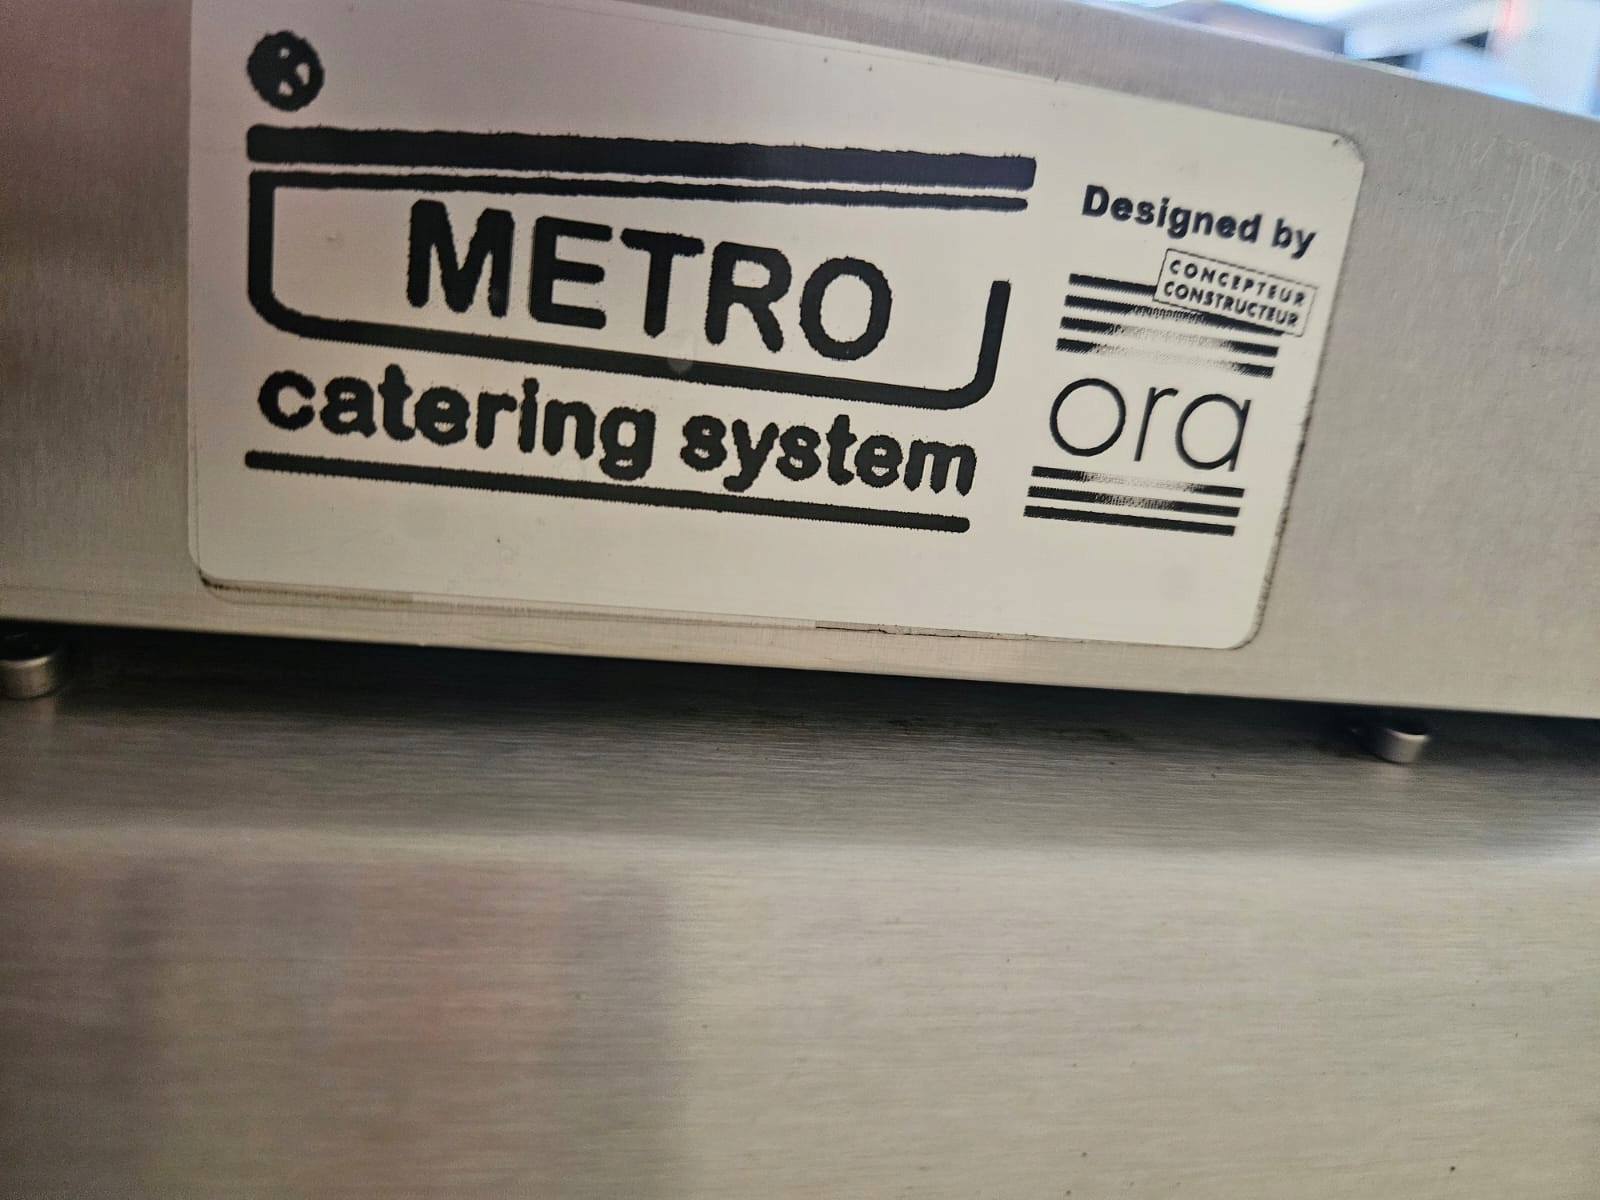 METRO
catering system
Designed by
CONCEPTEUR
CONSTRUCTEUR
ora